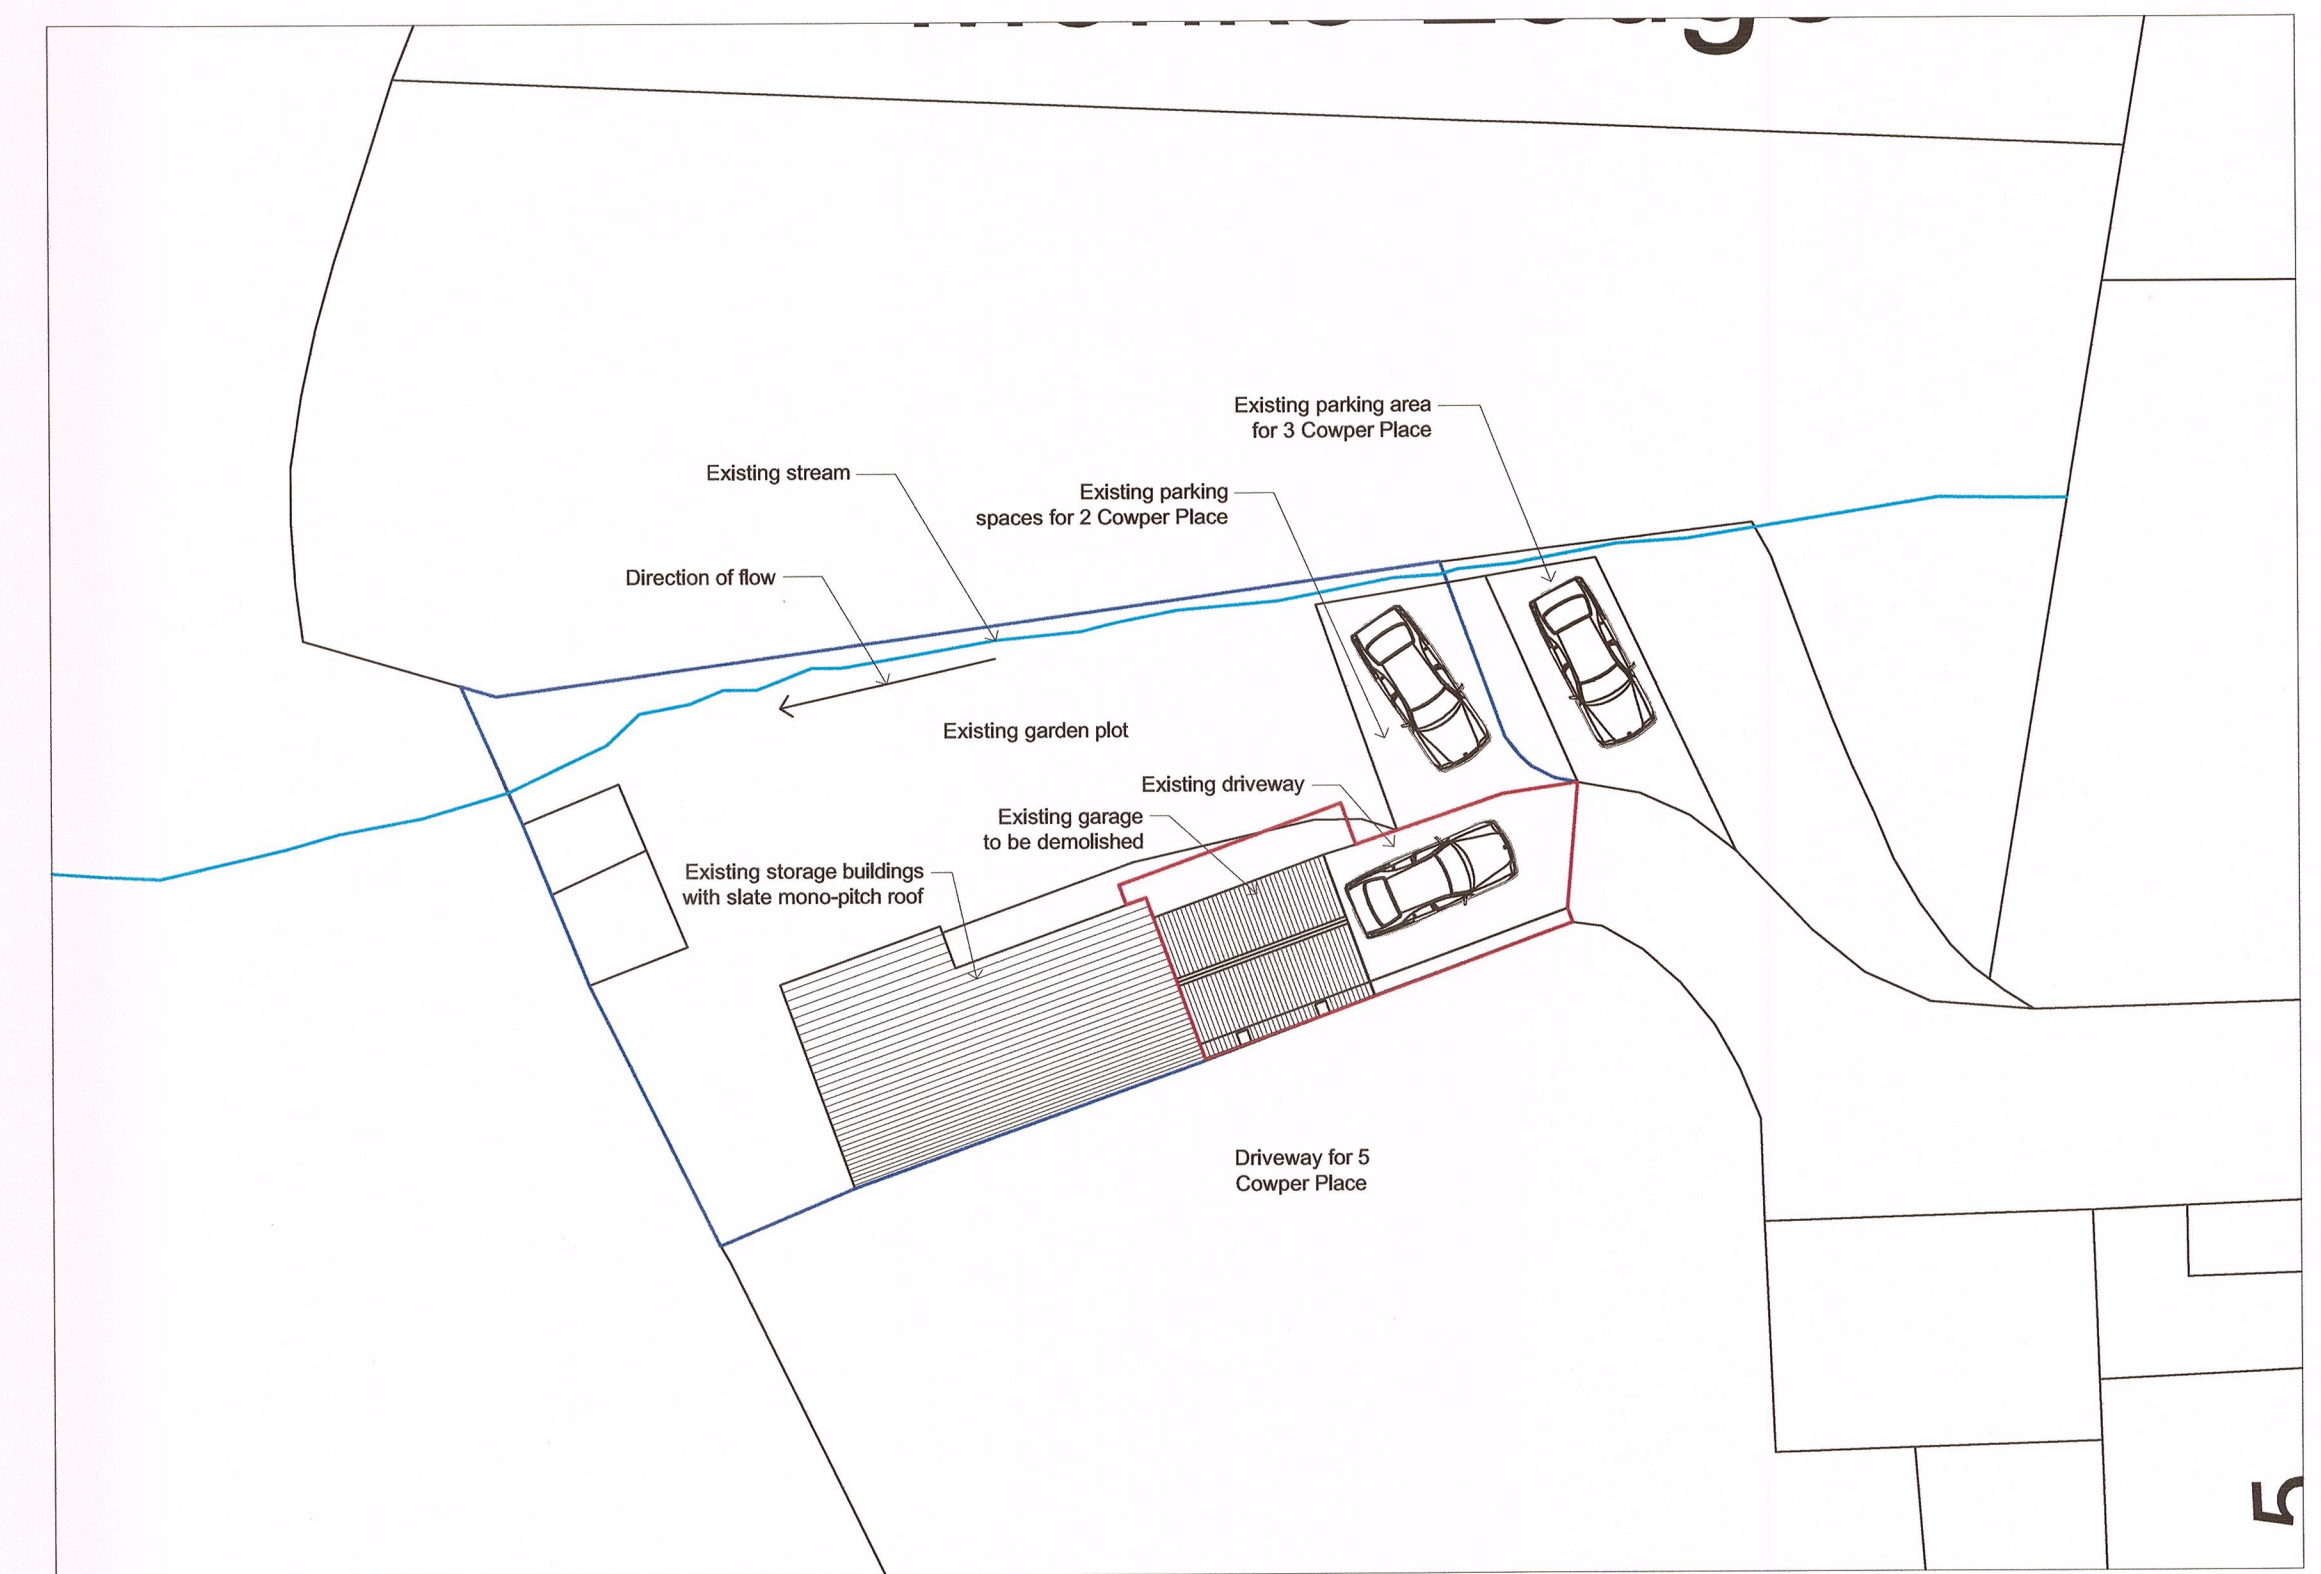 Existing parking area
for 3 Cowper Place
Existing stream
Existing parking
spaces for 2 Cowper Place
Direction of flow
Existing garden plot
Existing driveway
Existing garage
to be demolished
Existing storage buildings
with slate mono-pitch roof
Driveway for 5
Cowper Place
5